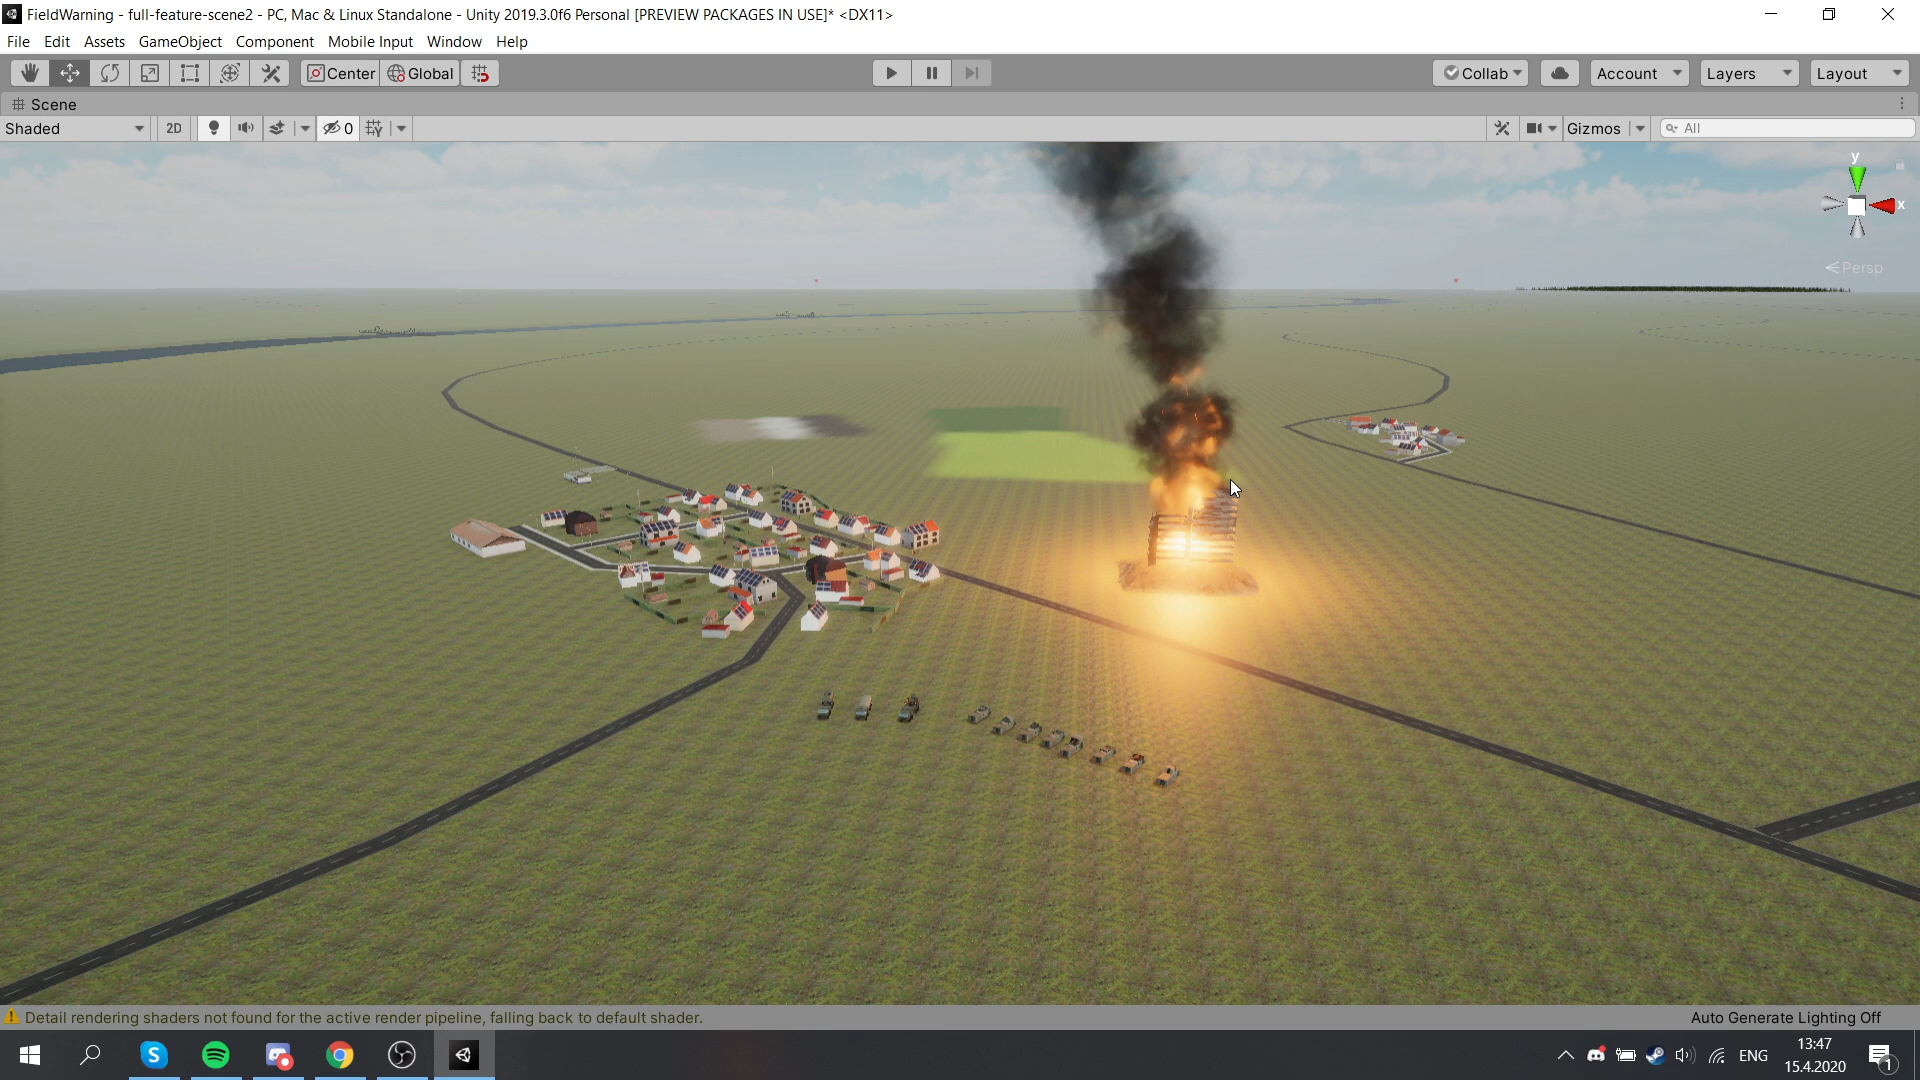 FieldWarning - full-feature-scene2 - PC, Mac & Linux Standalone - Unity 2019.3.0f6 Personal [PREVIEW PACKAGES IN USE]* <DX11>
File Edit Assets GameObject Component Mobile Input Window Help
Center Global Collab Account Layers Layout
Scene
Shaded 2D 0 Gizmos All
y
x
Persp
Detail rendering shaders not found for the active render pipeline, falling back to default shader. Auto Generate Lighting Off
13:47
ENG
15.4.2020
1